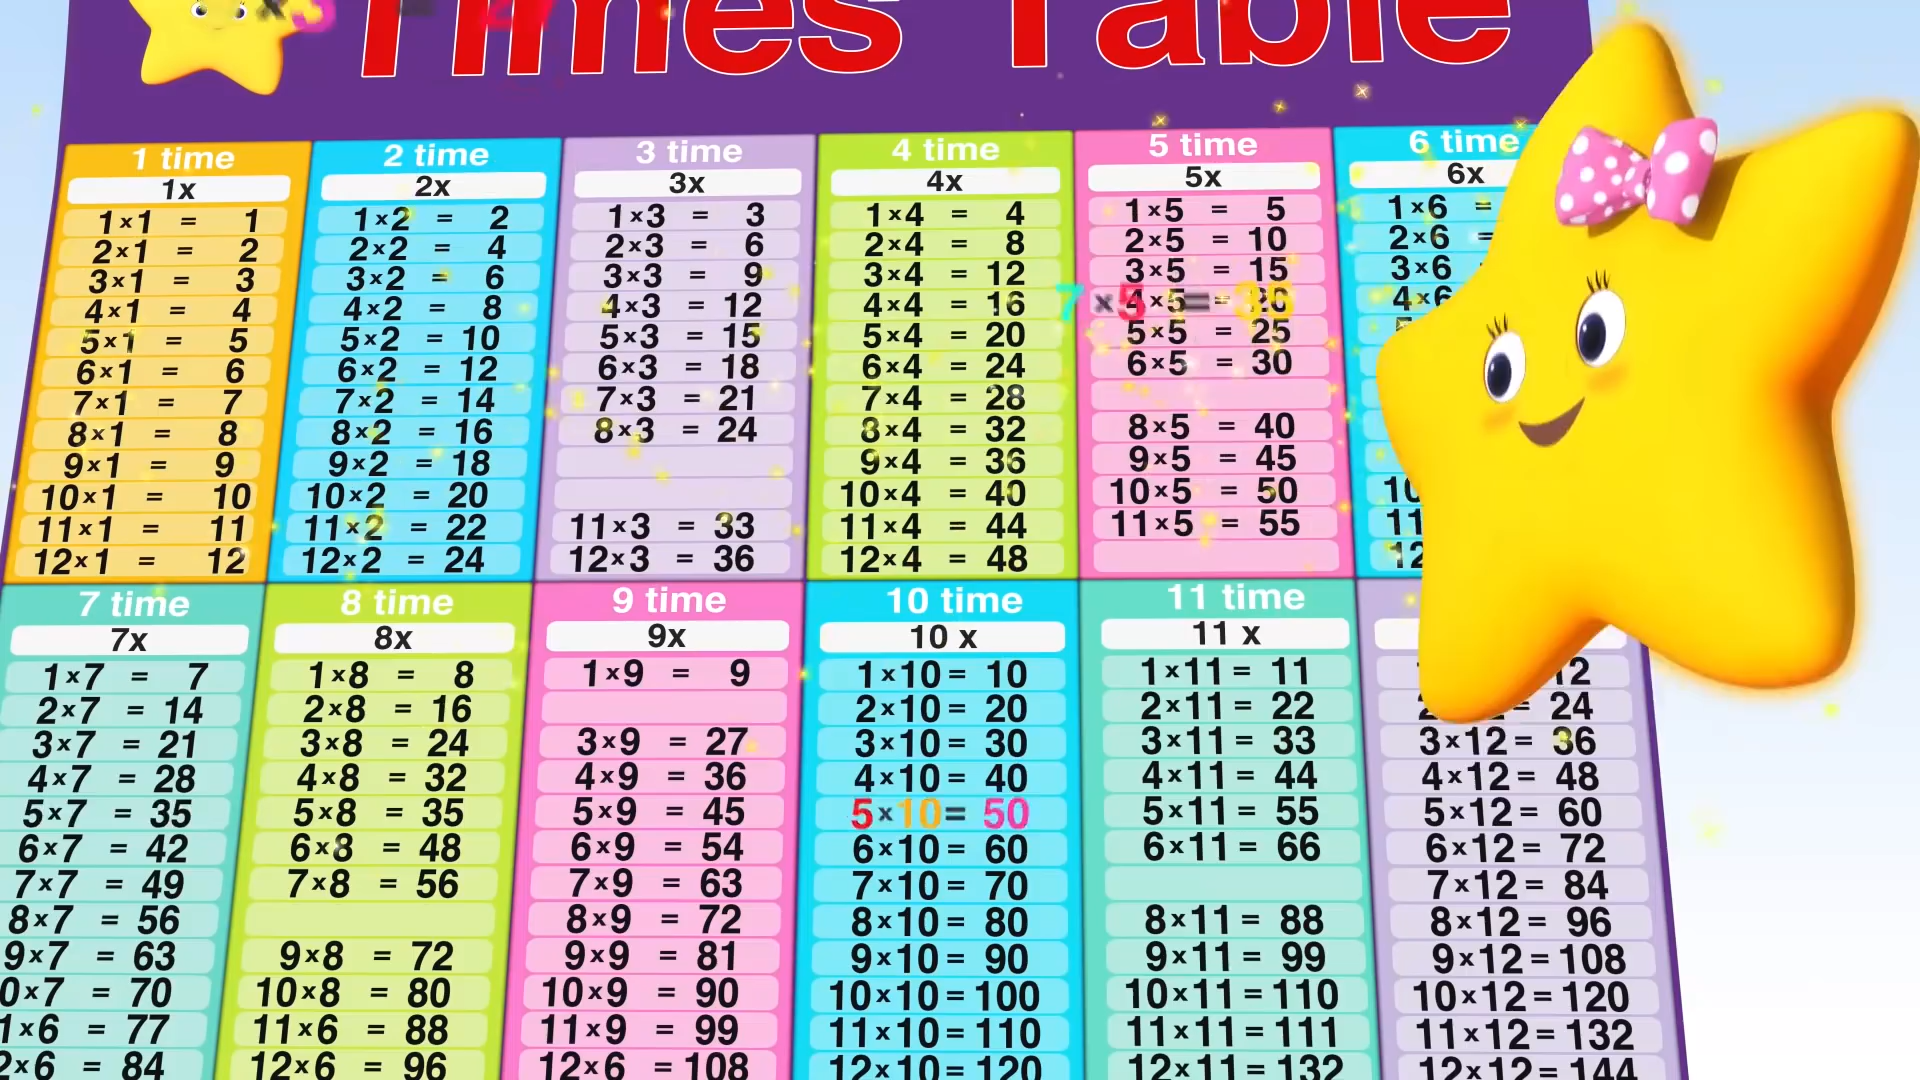 Times Table
1 time
1x
1×1 = 1
2×1 = 2
3×1 = 3
4×1 = 4
5×1 = 5
6×1 = 6
7×1 = 7
8×1 = 8
9×1 = 9
10×1 = 10
11×1 = 11
12×1 = 12
2 time
2x
1×2 = 2
2×2 = 4
3×2 = 6
4×2 = 8
5×2 = 10
6×2 = 12
7×2 = 14
8×2 = 16
9×2 = 18
10×2 = 20
11×2 = 22
12×2 = 24
3 time
3x
1×3 = 3
2×3 = 6
3×3 = 9
4×3 = 12
5×3 = 15
6×3 = 18
7×3 = 21
8×3 = 24
11×3 = 33
12×3 = 36
4 time
4x
1×4 = 4
2×4 = 8
3×4 = 12
4×4 = 16
5×4 = 20
6×4 = 24
7×4 = 28
8×4 = 32
9×4 = 36
10×4 = 40
11×4 = 44
12×4 = 48
5 time
5x
1×5 = 5
2×5 = 10
3×5 = 15
4×5 = 20
5×5 = 25
6×5 = 30
8×5 = 40
9×5 = 45
10×5 = 50
11×5 = 55
6 time
6x
1×6 =
2×6 =
3×6
4×6
10
11
12
7 time
7x
1×7 = 7
2×7 = 14
3×7 = 21
4×7 = 28
5×7 = 35
6×7 = 42
7×7 = 49
8×7 = 56
9×7 = 63
0×7 = 70
1×6 = 77
2×6 = 84
8 time
8x
1×8 = 8
2×8 = 16
3×8 = 24
4×8 = 32
5×8 = 35
6×8 = 48
7×8 = 56
9×8 = 72
10×8 = 80
11×6 = 88
12×6 = 96
9 time
9x
1×9 = 9
3×9 = 27
4×9 = 36
5×9 = 45
6×9 = 54
7×9 = 63
8×9 = 72
9×9 = 81
10×9 = 90
11×9 = 99
12×6 = 108
10 time
10 x
1×10 = 10
2×10 = 20
3×10 = 30
4×10 = 40
5×10 = 50
6×10 = 60
7×10 = 70
8×10 = 80
9×10 = 90
10×10 = 100
11×10 = 110
12×10 = 120
11 time
11 x
1×11 = 11
2×11 = 22
3×11 = 33
4×11 = 44
5×11 = 55
6×11 = 66
8×11 = 88
9×11 = 99
10×11 = 110
11×11 = 111
12×11 = 132
12
24
3×12 = 36
4×12 = 48
5×12 = 60
6×12 = 72
7×12 = 84
8×12 = 96
9×12 = 108
10×12 = 120
11×12 = 132
12×12 = 144